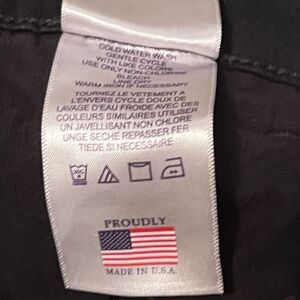 COLD WATER WASH
GENTLE CYCLE
WITH LIKE COLORS
USE ONLY NON-CHLORINE
BLEACH
LINE DRY
WARM IRON IF NECESSARY
TOURNEZ LE VETEMENT A
L'ENVERS CYCLE DOUX DE
LAVAGE D'EAU FROIDE AVEC DES
COULEURS SIMILAIRES UTILISER
UN JAVELLISANT NON CHLORE
UNGE SECHE REPASSER FER
TIEDE SI NECESSAIRE
PROUDLY
MADE IN U.S.A.